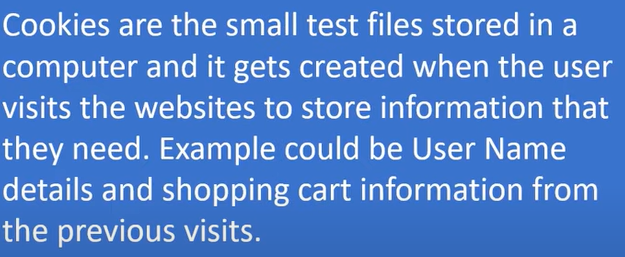 Cookies are the small test files stored in a
computer and it gets created when the user
visits the websites to store information that
they need. Example could be User Name
details and shopping cart information from
the previous visits.